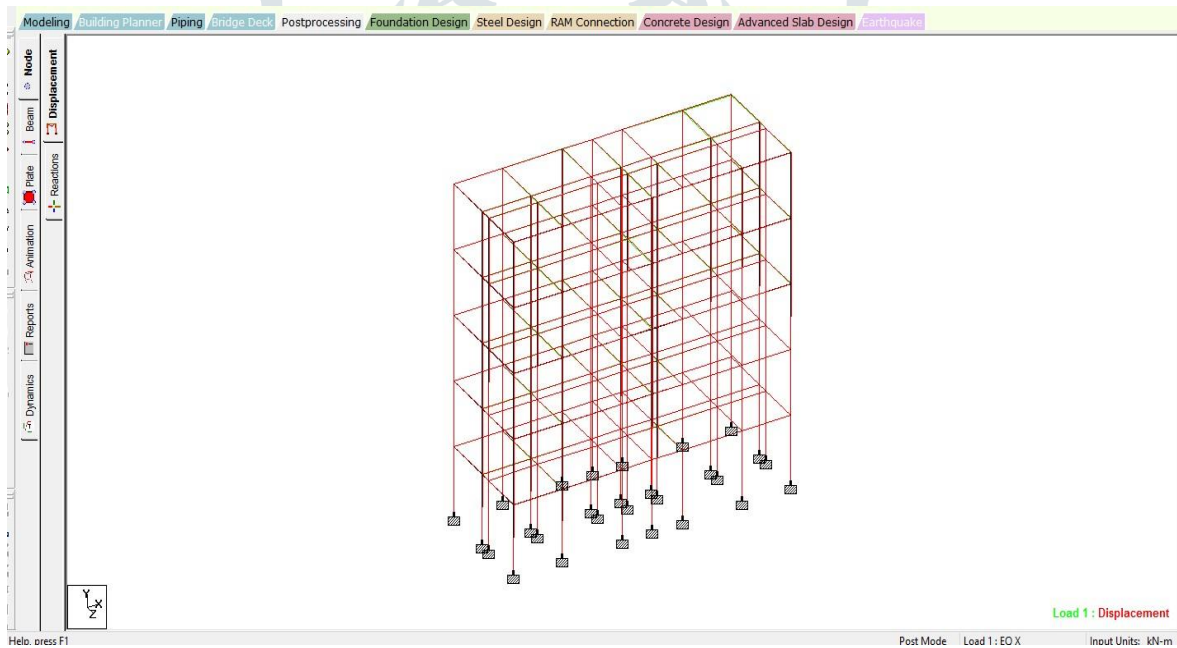 Modeling Building Planner Piping Bridge Deck Postprocessing Foundation Design Steel Design RAM Connection Concrete Design Advanced Slab Design Earthquake
Node
Beam
Plate
Animation
Reports
Dynamics
Displacement
Reactions
Y
X
Z
Load 1 : Displacement
Help, press F1
Post Mode
Load 1 : EQ X
Input Units: kN-m